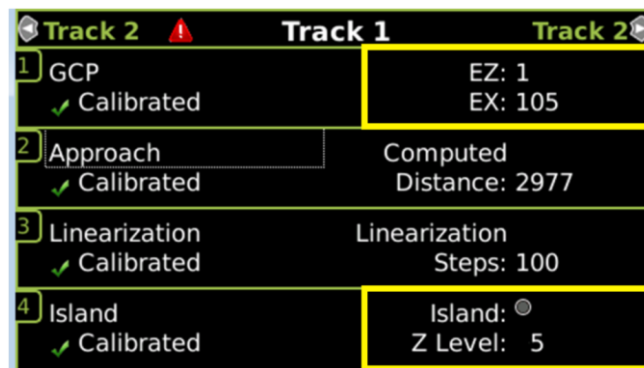 Track 2 Track 1 Track 2
1 GCP EZ: 1
Calibrated EX: 105
2 Approach Computed
Calibrated Distance: 2977
3 Linearization Linearization
Calibrated Steps: 100
4 Island Island:
Calibrated Z Level: 5